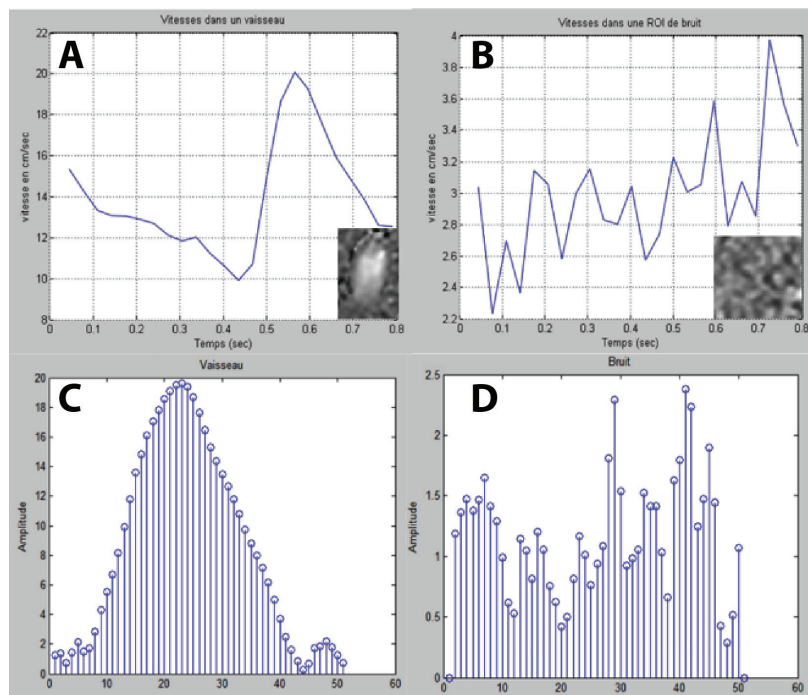 Vitesses dans un vaisseau
A
vitesse en cm/sec
22
20
18
16
14
12
10
8
0 0.1 0.2 0.3 0.4 0.5 0.6 0.7 0.8
Temps (sec)
Vitesses dans une ROI de bruit
B
vitesse en cm/sec
4
3.8
3.6
3.4
3.2
3
2.8
2.6
2.4
2.2
0 0.1 0.2 0.3 0.4 0.5 0.6 0.7 0.8
Temps (sec)
Vaisseau
C
Amplitude
20
18
16
14
12
10
8
6
4
2
0
0 10 20 30 40 50 60
Bruit
D
Amplitude
2.5
2
1.5
1
0.5
0
0 10 20 30 40 50 60